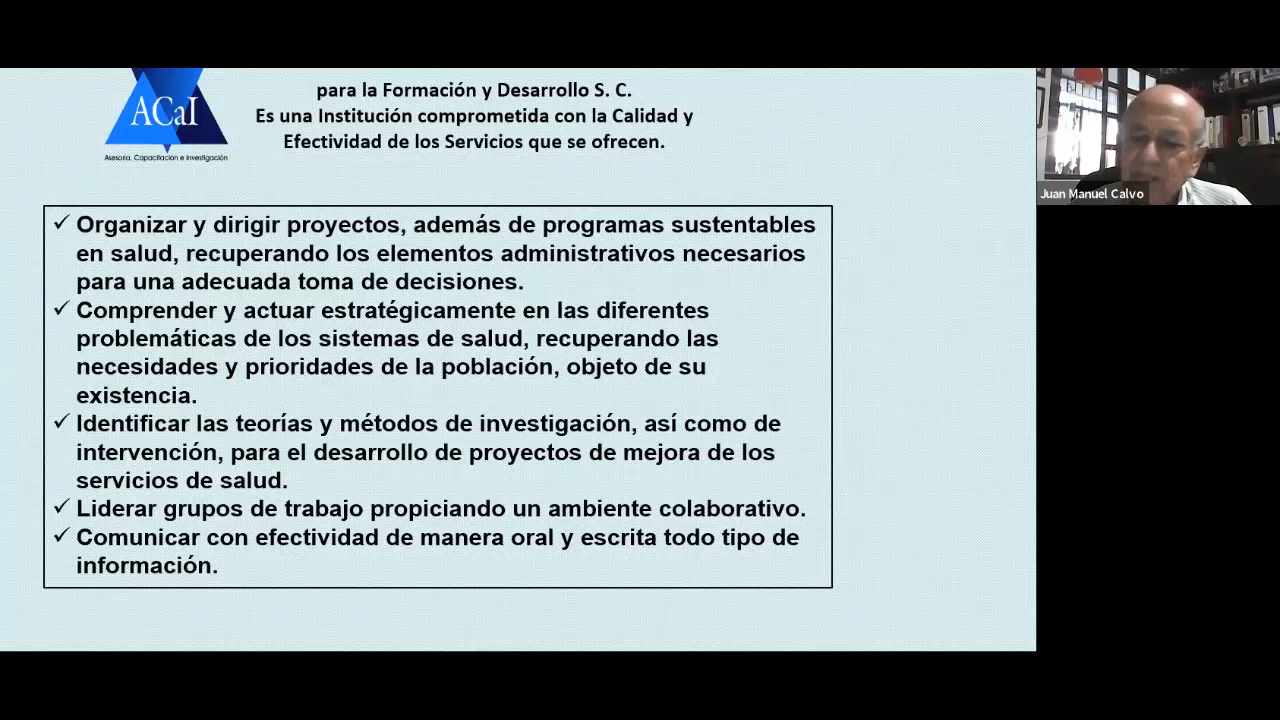 para la Formación y Desarrollo S. C.
Es una Institución comprometida con la Calidad y
Efectividad de los Servicios que se ofrecen.
ACaI
Asesoría, Capacitación e Investigación
Juan Manuel Calvo
✓ Organizar y dirigir proyectos, además de programas sustentables
en salud, recuperando los elementos administrativos necesarios
para una adecuada toma de decisiones.
✓ Comprender y actuar estratégicamente en las diferentes
problemáticas de los sistemas de salud, recuperando las
necesidades y prioridades de la población, objeto de su
existencia.
✓ Identificar las teorías y métodos de investigación, así como de
intervención, para el desarrollo de proyectos de mejora de los
servicios de salud.
✓ Liderar grupos de trabajo propiciando un ambiente colaborativo.
✓ Comunicar con efectividad de manera oral y escrita todo tipo de
información.